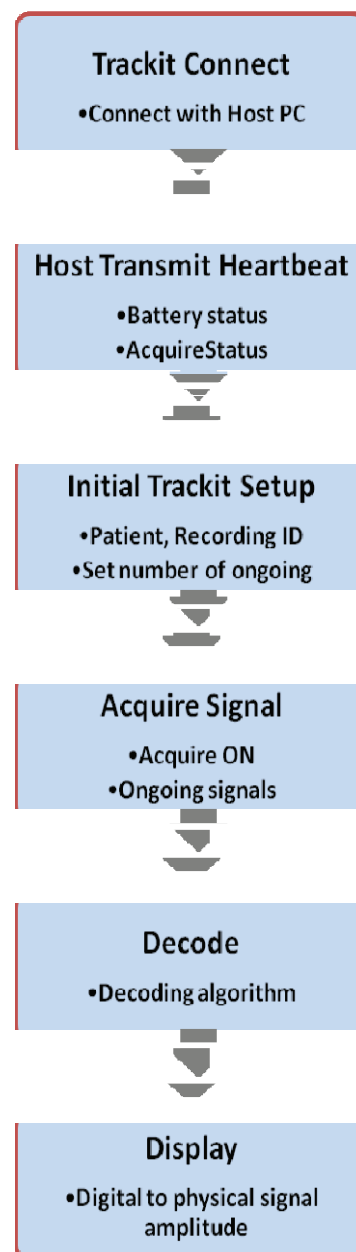 Trackit Connect
•Connect with Host PC
Host Transmit Heartbeat
•Battery status
•AcquireStatus
Initial Trackit Setup
•Patient, Recording ID
•Set number of ongoing
Acquire Signal
•Acquire ON
•Ongoing signals
Decode
•Decoding algorithm
Display
•Digital to physical signal
amplitude